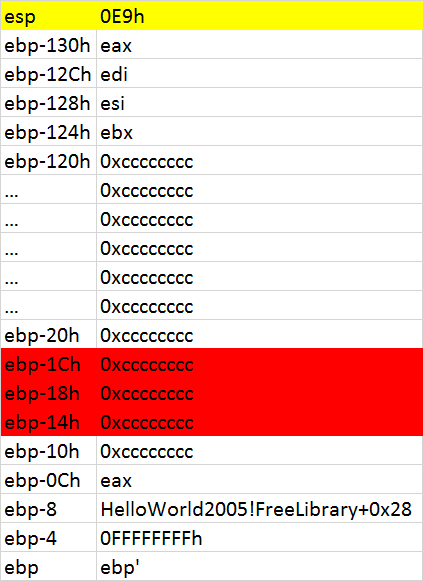 esp 0E9h
ebp-130h eax
ebp-12Ch edi
ebp-128h esi
ebp-124h ebx
ebp-120h 0xcccccccc
... 0xcccccccc
... 0xcccccccc
... 0xcccccccc
... 0xcccccccc
... 0xcccccccc
ebp-20h 0xcccccccc
ebp-1Ch 0xcccccccc
ebp-18h 0xcccccccc
ebp-14h 0xcccccccc
ebp-10h 0xcccccccc
ebp-0Ch eax
ebp-8 HelloWorld2005!FreeLibrary+0x28
ebp-4 0FFFFFFFFh
ebp ebp'